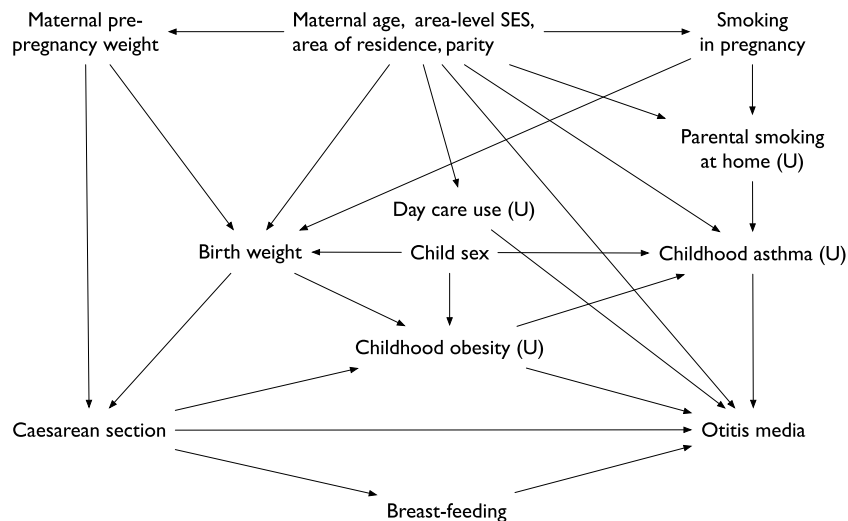 Maternal pre-
pregnancy weight
Maternal age, area-level SES,
area of residence, parity
Smoking
in pregnancy
Parental smoking
at home (U)
Day care use (U)
Birth weight
Child sex
Childhood asthma (U)
Childhood obesity (U)
Caesarean section
Otitis media
Breast-feeding